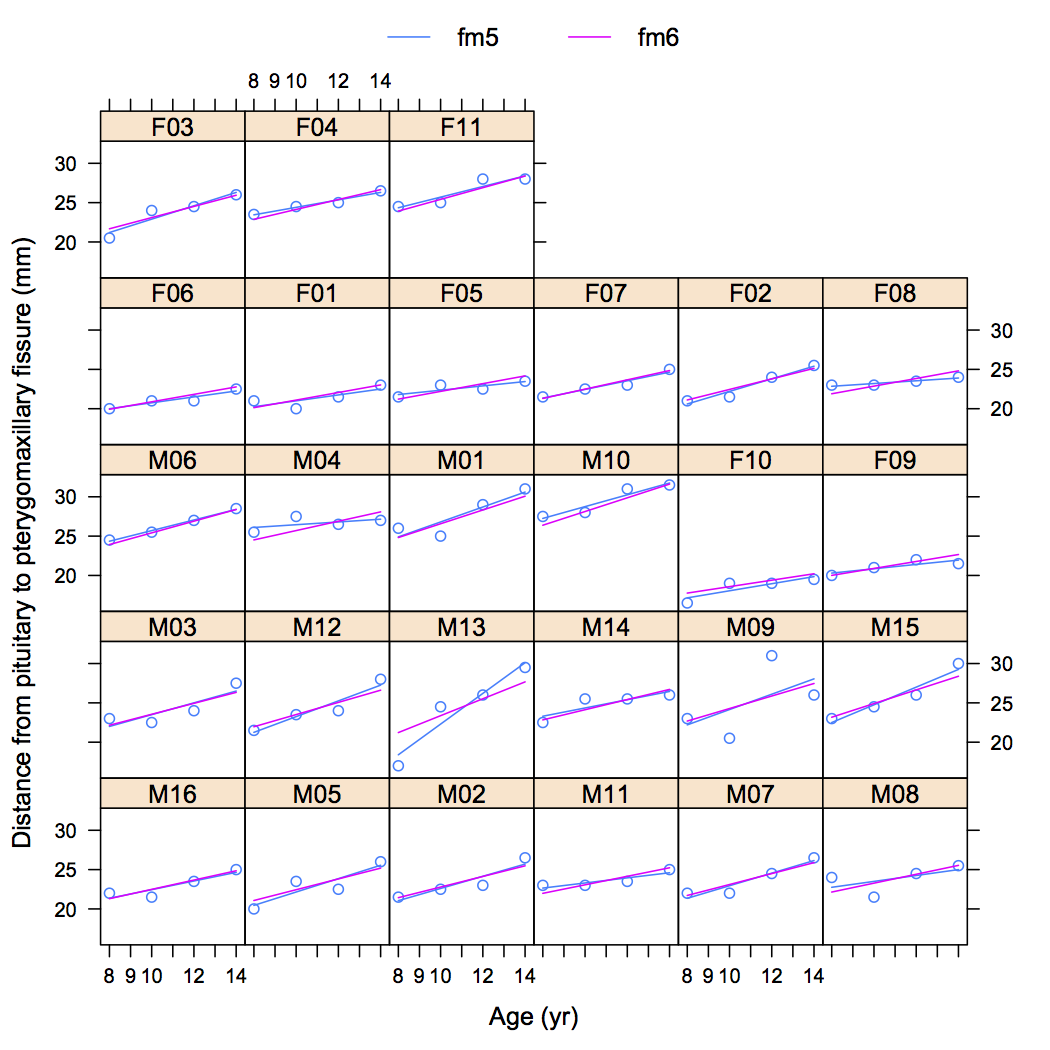 fm5 fm6
8 9 10 12 14
F03 F04 F11
30
25
20
F06 F01 F05 F07 F02 F08
30
25
20
M06 M04 M01 M10 F10 F09
30
25
20
M03 M12 M13 M14 M09 M15
30
25
20
M16 M05 M02 M11 M07 M08
30
25
20
8 9 10 12 14 8 9 10 12 14 8 9 10 12 14
Age (yr)
Distance from pituitary to pterygomaxillary fissure (mm)